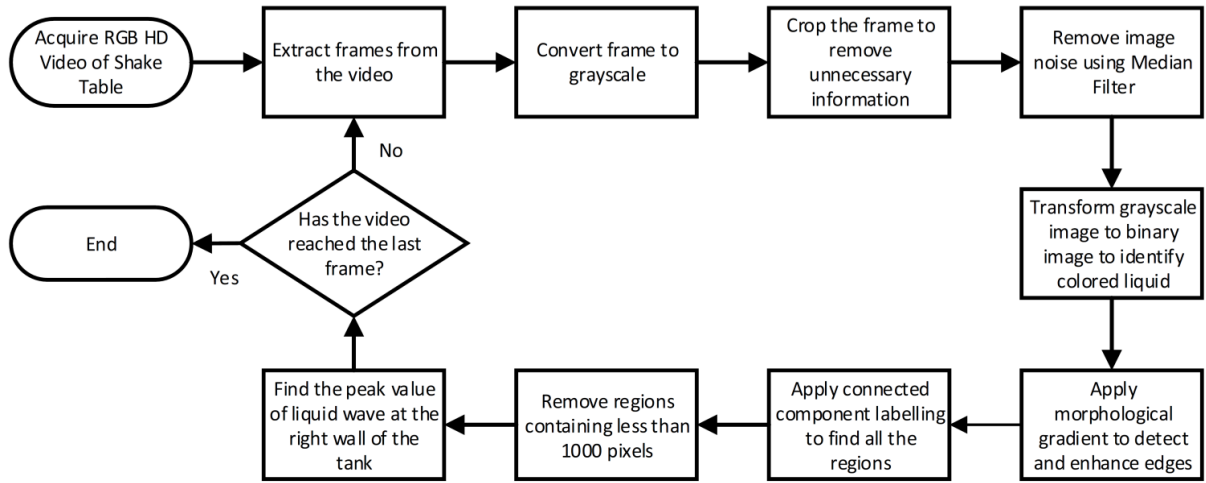 Acquire RGB HD
Video of Shake
Table
Extract frames from
the video
Convert frame to
grayscale
Crop the frame to
remove
unnecessary
information
Remove image
noise using Median
Filter
Transform grayscale
image to binary
image to identify
colored liquid
Apply
morphological
gradient to detect
and enhance edges
Apply connected
component labelling
to find all the
regions
Remove regions
containing less than
1000 pixels
Find the peak value
of liquid wave at the
right wall of the
tank
Has the video
reached the last
frame?
No
Yes
End